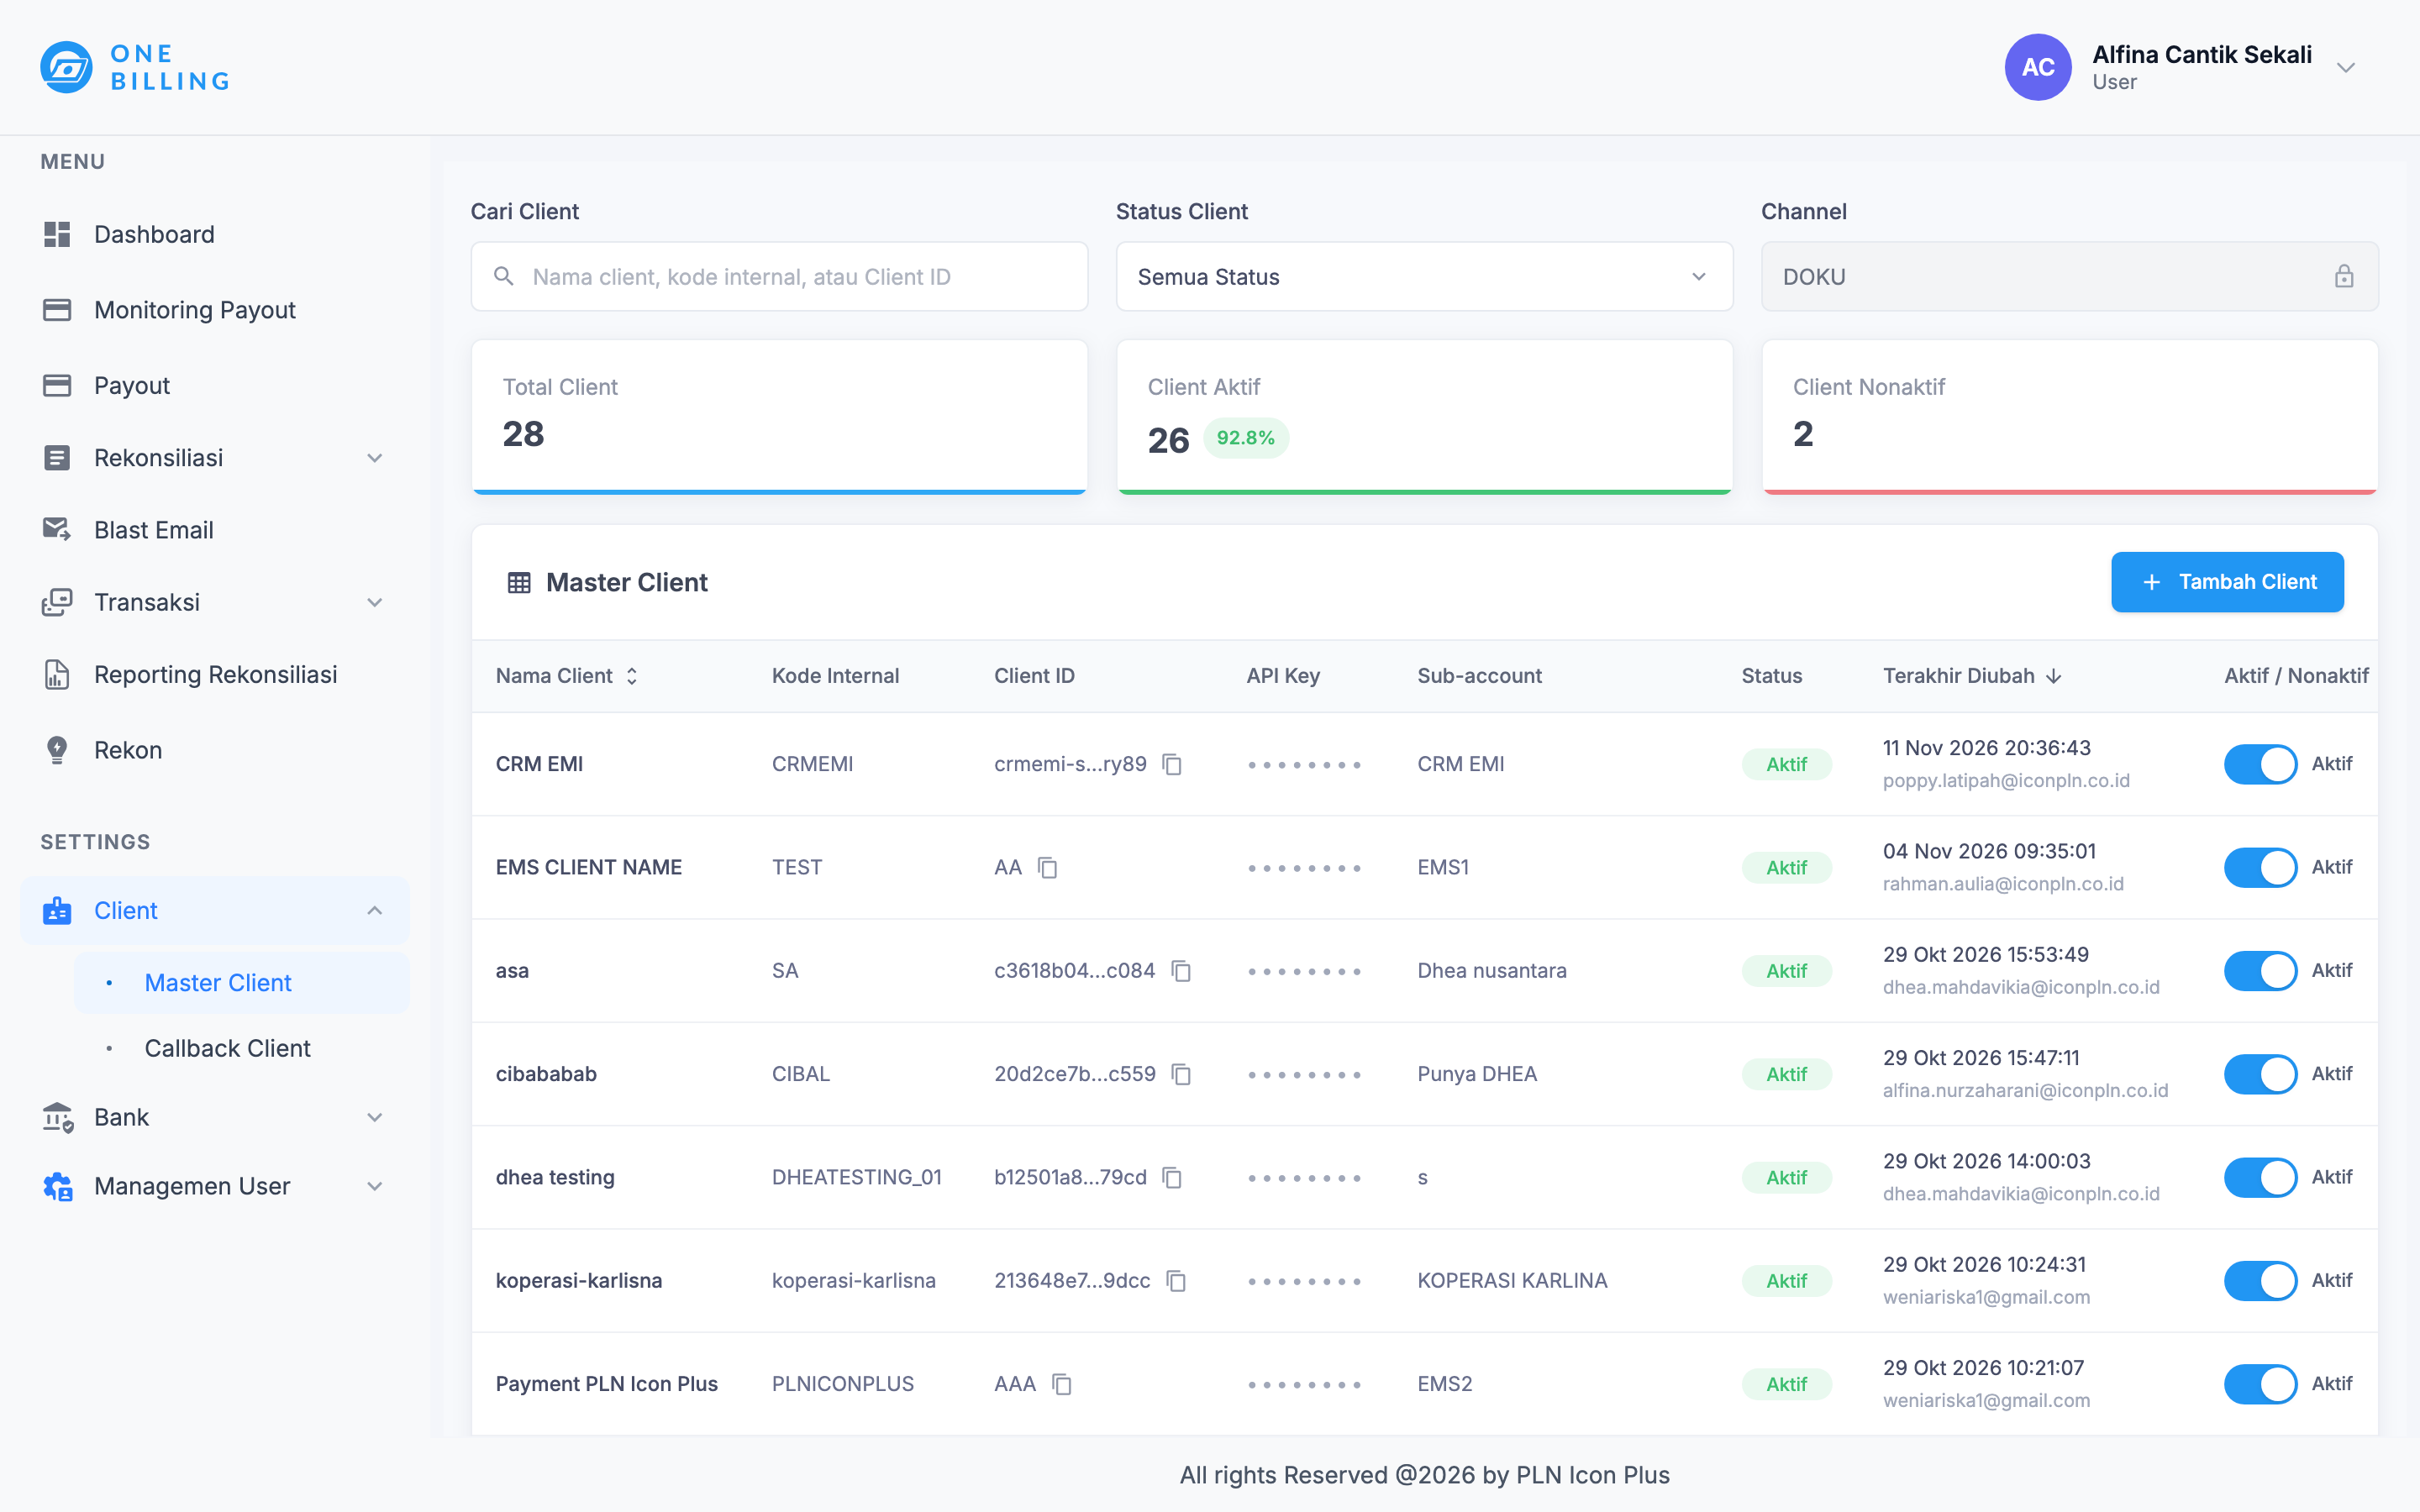 ONE
BILLING
AC
Alfina Cantik Sekali
User
MENU
Dashboard
Monitoring Payout
Payout
Rekonsiliasi
Blast Email
Transaksi
Reporting Rekonsiliasi
Rekon
SETTINGS
Client
Master Client
Callback Client
Bank
Managemen User
Cari Client
Nama client, kode internal, atau Client ID
Status Client
Semua Status
Channel
DOKU
Total Client
28
Client Aktif
26 92.8%
Client Nonaktif
2
Master Client
+ Tambah Client
Nama Client Kode Internal Client ID API Key Sub-account Status Terakhir Diubah Aktif / Nonaktif
CRM EMI CRMEMI crmemi-s...ry89 •••••••• CRM EMI Aktif 11 Nov 2026 20:36:43 Aktif
poppy.latipah@iconpln.co.id
EMS CLIENT NAME TEST AA •••••••• EMS1 Aktif 04 Nov 2026 09:35:01 Aktif
rahman.aulia@iconpln.co.id
asa SA c3618b04...c084 •••••••• Dhea nusantara Aktif 29 Okt 2026 15:53:49 Aktif
dhea.mahdavikia@iconpln.co.id
cibababab CIBAL 20d2ce7b...c559 •••••••• Punya DHEA Aktif 29 Okt 2026 15:47:11 Aktif
alfina.nurzaharani@iconpln.co.id
dhea testing DHEATESTING_01 b12501a8...79cd •••••••• s Aktif 29 Okt 2026 14:00:03 Aktif
dhea.mahdavikia@iconpln.co.id
koperasi-karlisna koperasi-karlisna 213648e7...9dcc •••••••• KOPERASI KARLINA Aktif 29 Okt 2026 10:24:31 Aktif
weniariska1@gmail.com
Payment PLN Icon Plus PLNICONPLUS AAA •••••••• EMS2 Aktif 29 Okt 2026 10:21:07 Aktif
weniariska1@gmail.com
All rights Reserved @2026 by PLN Icon Plus